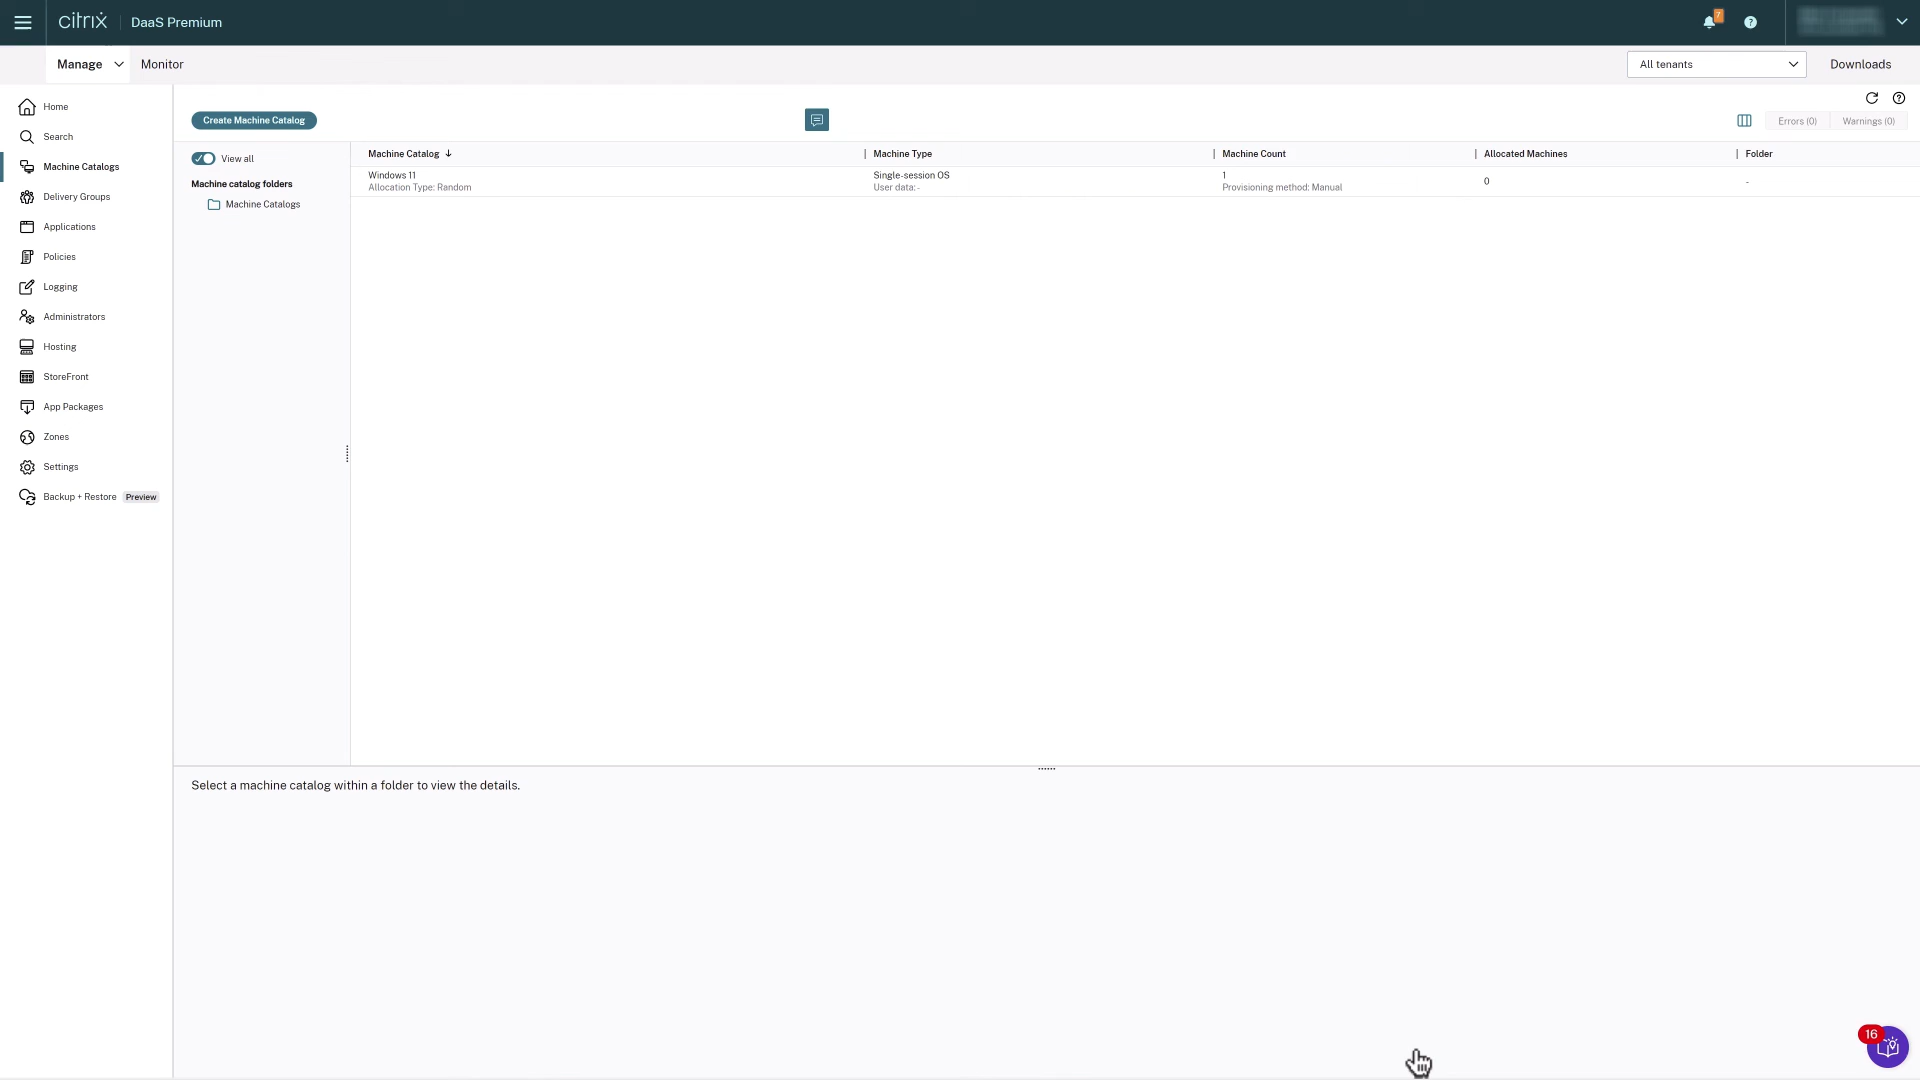 citrix DaaS Premium 7 ?
Manage Monitor All tenants Downloads
Home
Search
Machine Catalogs
Delivery Groups
Applications
Policies
Logging
Administrators
Hosting
StoreFront
App Packages
Zones
Settings
Backup + Restore Preview
Create Machine Catalog Errors (0) Warnings (0)
View all
Machine catalog folders
Machine Catalogs
Machine Catalog ↓ Machine Type Machine Count Allocated Machines Folder
Windows 11 Single-session OS 1 0 -
Allocation Type: Random User data: - Provisioning method: Manual
Select a machine catalog within a folder to view the details.
16